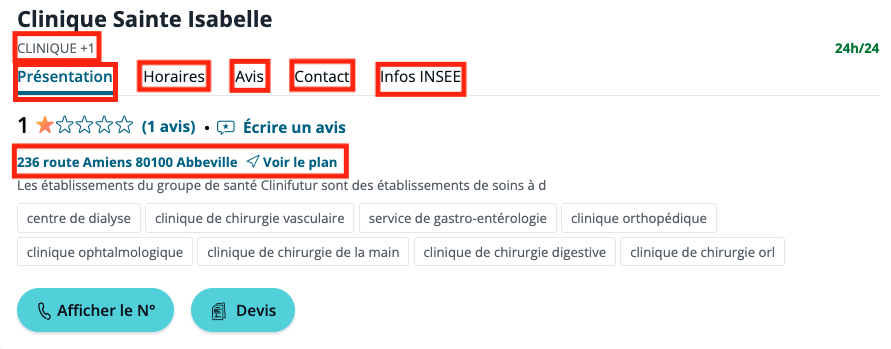 Clinique Sainte Isabelle
CLINIQUE +1 24h/24
Présentation Horaires Avis Contact Infos INSEE
1 (1 avis) • Écrire un avis
236 route Amiens 80100 Abbeville Voir le plan
Les établissements du groupe de santé Clinifutur sont des établissements de soins à d
centre de dialyse clinique de chirurgie vasculaire service de gastro-entérologie clinique orthopédique
clinique ophtalmologique clinique de chirurgie de la main clinique de chirurgie digestive clinique de chirurgie orl
Afficher le N° Devis